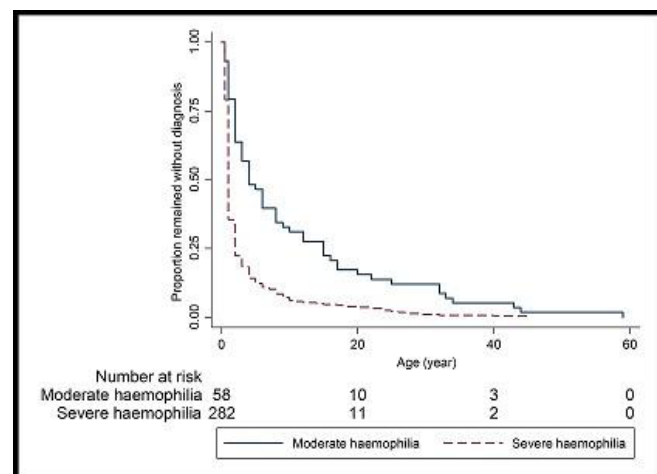 Proportion remained without diagnosis
1.00
0.75
0.50
0.25
0.00
0 20 40 60
Age (year)
Number at risk
Moderate haemophilia 58 10 3 0
Severe haemophilia 282 11 2 0
Moderate haemophilia Severe haemophilia